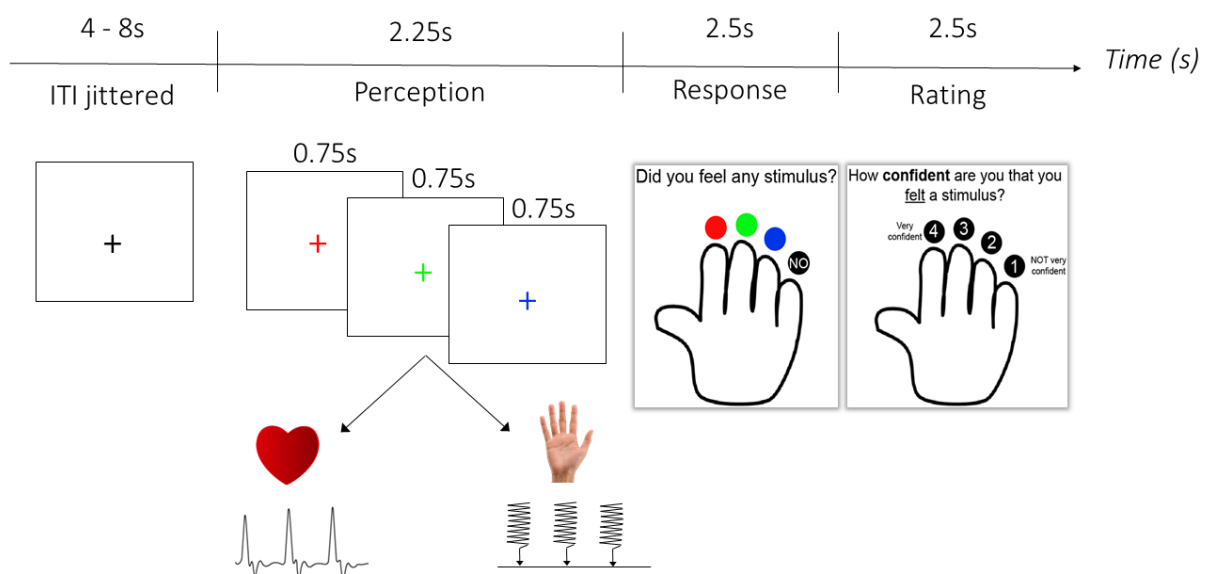 4 - 8s
2.25s
2.5s
2.5s
Time (s)
ITI jittered
Perception
Response
Rating
0.75s
0.75s
0.75s
Did you feel any stimulus?
NO
How confident are you that you
felt a stimulus?
Very
confident
4
3
2
1
NOT very
confident